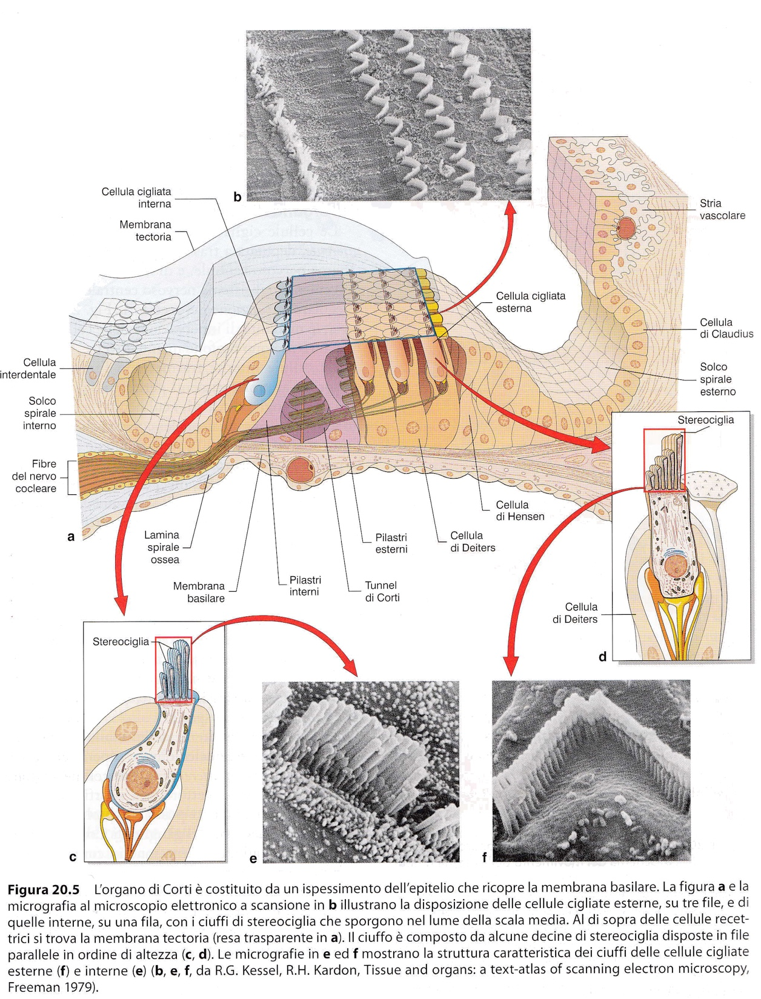 b
Cellula cigliata
interna
Membrana
tectoria
Stria
vascolare
Cellula cigliata
esterna
Cellula
di Claudius
Cellula
interdentale
Solco
spirale
esterno
Solco
spirale
interno
Stereociglia
Fibre
del nervo
cocleare
Cellula
di Hensen
a
Lamina
spirale
ossea
Pilastri
esterni
Cellula
di Deiters
Membrana
basilare
Pilastri
interni
Tunnel
di Corti
Cellula
di Deiters
d
Stereociglia
c
e
f
Figura 20.5 L'organo di Corti è costituito da un ispessimento dell'epitelio che ricopre la membrana basilare. La figura a e la
micrografia al microscopio elettronico a scansione in b illustrano la disposizione delle cellule cigliate esterne, su tre file, e di
quelle interne, su una fila, con i ciuffi di stereociglia che sporgono nel lume della scala media. Al di sopra delle cellule recet-
trici si trova la membrana tectoria (resa trasparente in a). Il ciuffo è composto da alcune decine di stereociglia disposte in file
parallele in ordine di altezza (c, d). Le micrografie in e ed f mostrano la struttura caratteristica dei ciuffi delle cellule cigliate
esterne (f) e interne (e) (b, e, f, da R.G. Kessel, R.H. Kardon, Tissue and organs: a text-atlas of scanning electron microscopy,
Freeman 1979).